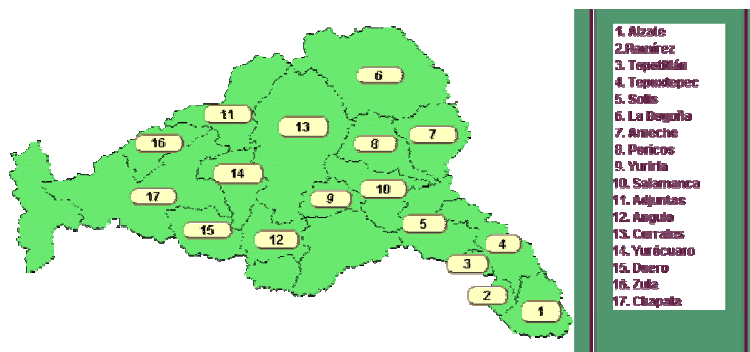 6
11
13
7
8
16
14
10
17
9
5
15
12
4
3
2
1
1. Alzate
2.Ramírez
3. Tepetitlán
4. Tepuxtepec
5. Solis
6. La Begoña
7. Ameche
8. Pericos
9. Yuriria
10. Salamanca
11. Adjuntas
12. Angulo
13. Corrales
14. Yurécuaro
15. Duero
16. Zula
17. Chapala